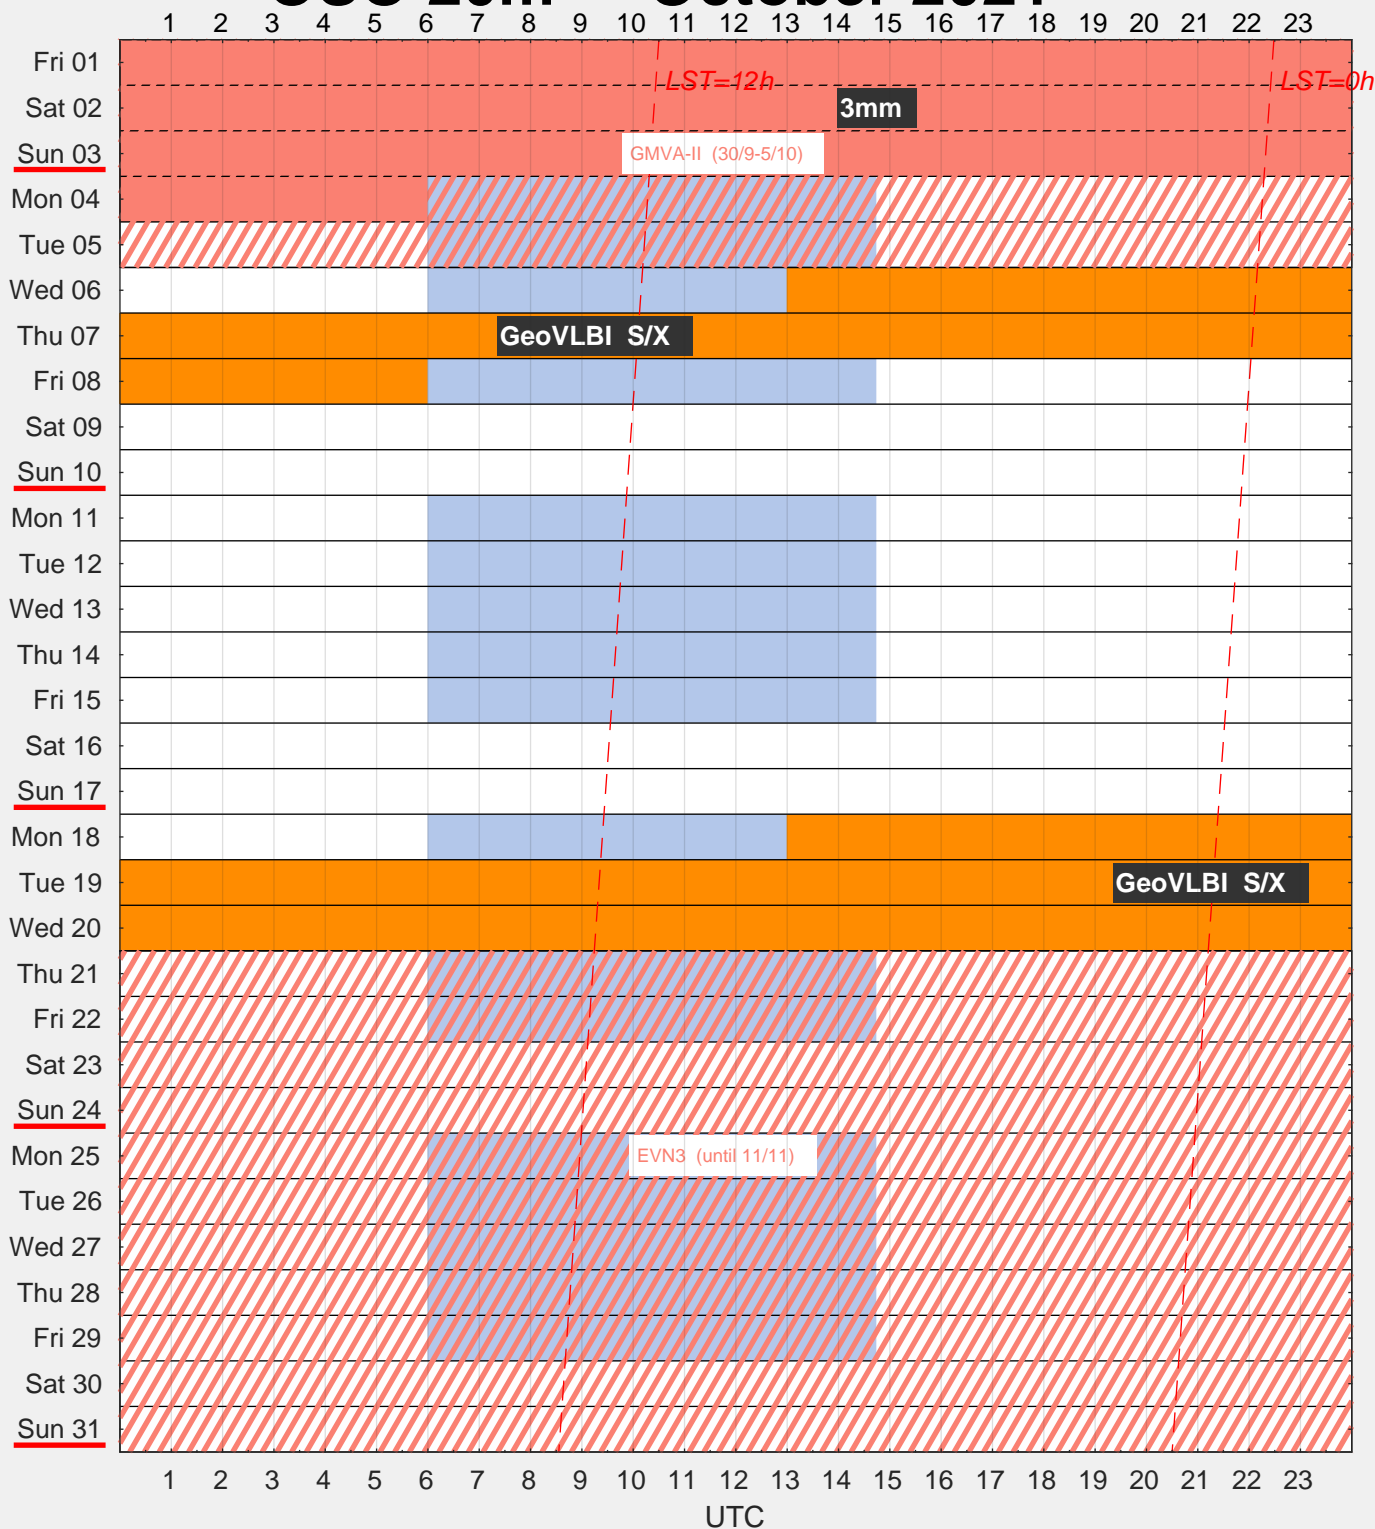 October 2021
1 2 3 4 5 6 7 8 9 10 11 12 13 14 15 16 17 18 19 20 21 22 23
Fri 01
LST=12h LST=0h
Sat 02 3mm
Sun 03 GMVA-II (30/9-5/10)
Mon 04
Tue 05
Wed 06
Thu 07 GeoVLBI S/X
Fri 08
Sat 09
Sun 10
Mon 11
Tue 12
Wed 13
Thu 14
Fri 15
Sat 16
Sun 17
Mon 18
Tue 19 GeoVLBI S/X
Wed 20
Thu 21
Fri 22
Sat 23
Sun 24
Mon 25 EVN3 (until 11/11)
Tue 26
Wed 27
Thu 28
Fri 29
Sat 30
Sun 31
1 2 3 4 5 6 7 8 9 10 11 12 13 14 15 16 17 18 19 20 21 22 23
UTC